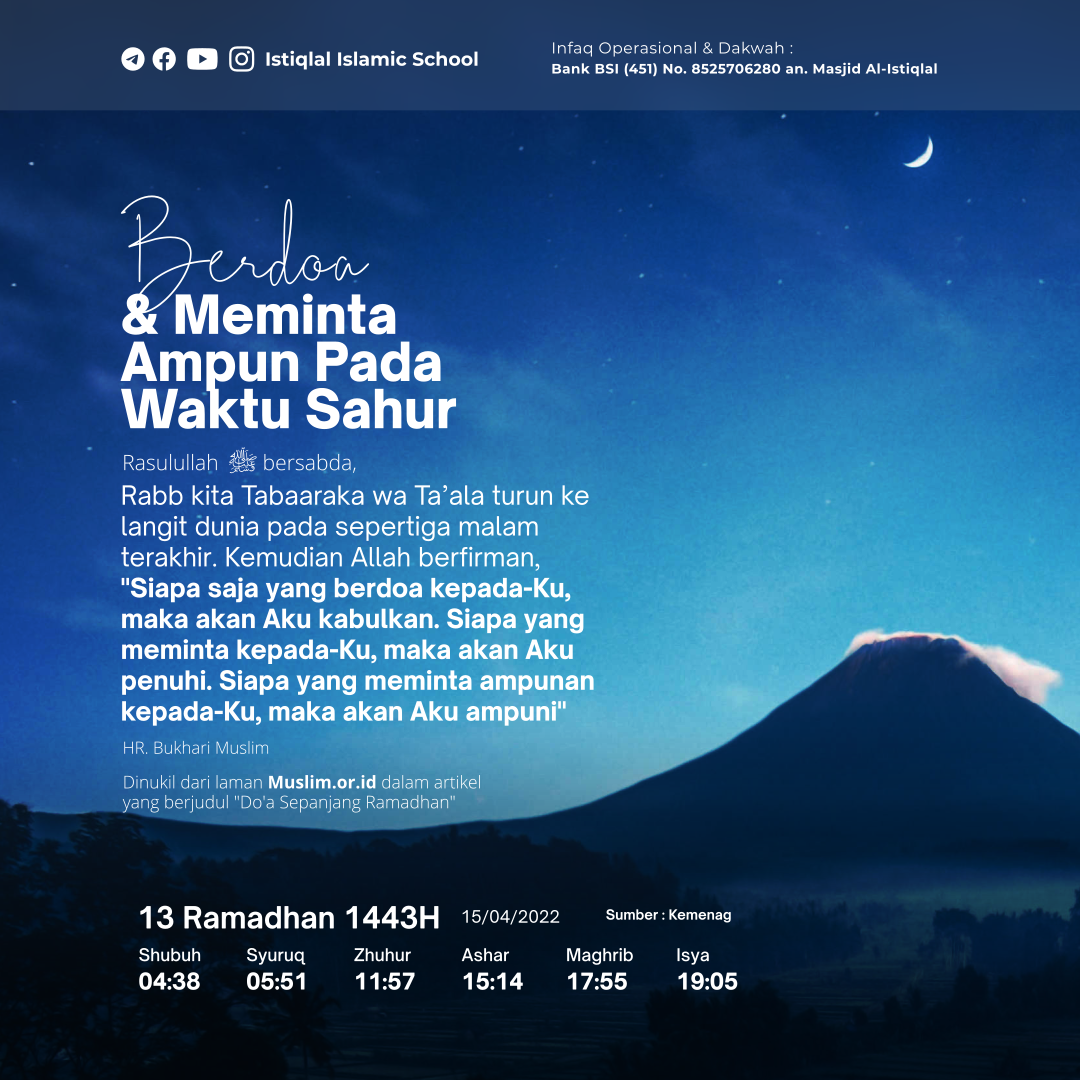 Istiqlal Islamic School
Infaq Operasional & Dakwah :
Bank BSI (451) No. 8525706280 an. Masjid Al-Istiqlal
Berdoa
& Meminta
Ampun Pada
Waktu Sahur
Rasulullah ﷺ bersabda,
Rabb kita Tabaaraka wa Ta’ala turun ke
langit dunia pada sepertiga malam
terakhir. Kemudian Allah berfirman,
"Siapa saja yang berdoa kepada-Ku,
maka akan Aku kabulkan. Siapa yang
meminta kepada-Ku, maka akan Aku
penuhi. Siapa yang meminta ampunan
kepada-Ku, maka akan Aku ampuni"
HR. Bukhari Muslim
Dinukil dari laman Muslim.or.id dalam artikel
yang berjudul "Do'a Sepanjang Ramadhan"
13 Ramadhan 1443H 15/04/2022 Sumber : Kemenag
Shubuh Syuruq Zhuhur Ashar Maghrib Isya
04:38 05:51 11:57 15:14 17:55 19:05